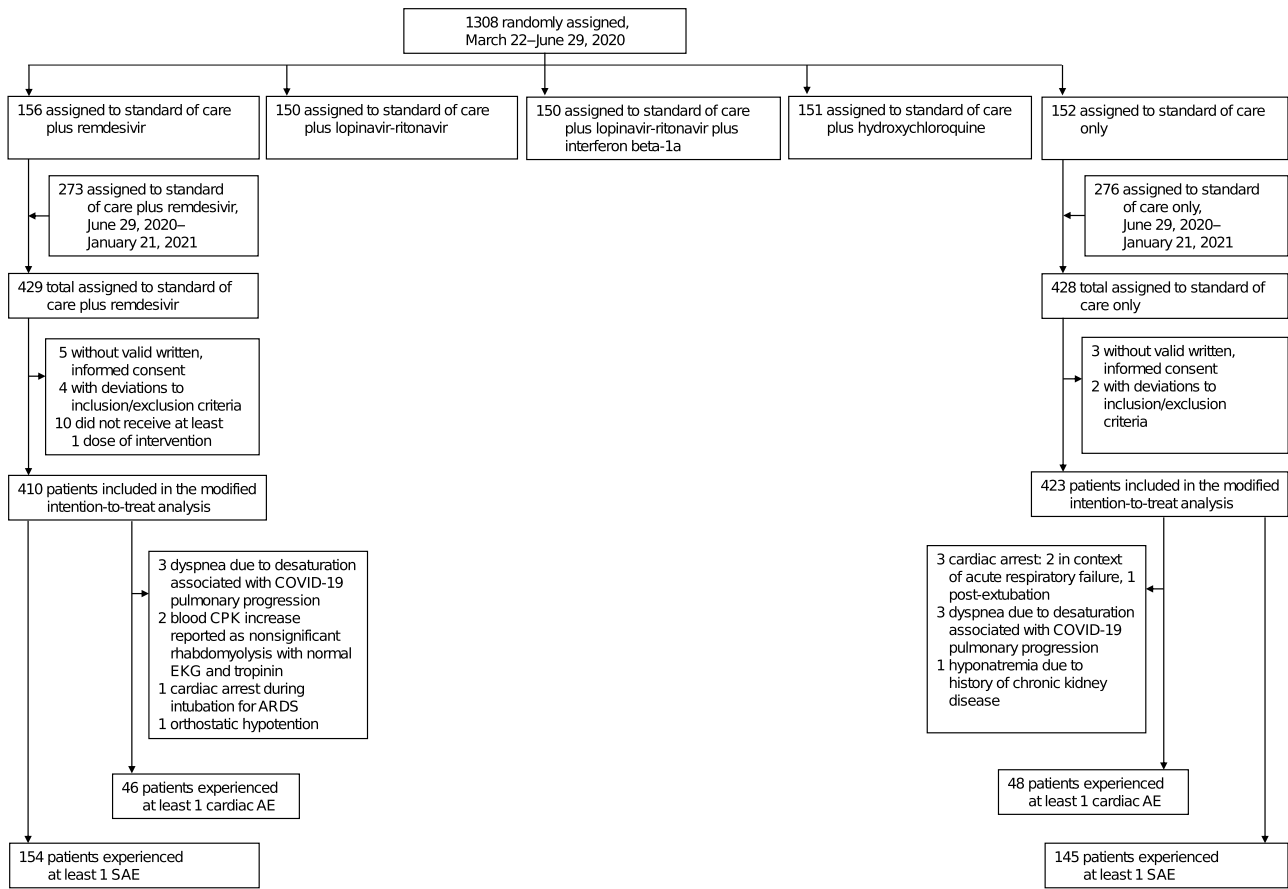 1308 randomly assigned,
March 22–June 29, 2020
156 assigned to standard of care
plus remdesivir
150 assigned to standard of care
plus lopinavir-ritonavir
150 assigned to standard of care
plus lopinavir-ritonavir plus
interferon beta-1a
151 assigned to standard of care
plus hydroxychloroquine
152 assigned to standard of care
only
273 assigned to standard
of care plus remdesivir,
June 29, 2020–
January 21, 2021
276 assigned to standard
of care only,
June 29, 2020–
January 21, 2021
429 total assigned to standard of
care plus remdesivir
428 total assigned to standard of
care only
5 without valid written,
informed consent
4 with deviations to
inclusion/exclusion criteria
10 did not receive at least
1 dose of intervention
3 without valid written,
informed consent
2 with deviations to
inclusion/exclusion
criteria
410 patients included in the modified
intention-to-treat analysis
423 patients included in the modified
intention-to-treat analysis
3 dyspnea due to desaturation
associated with COVID-19
pulmonary progression
2 blood CPK increase
reported as nonsignificant
rhabdomyolysis with normal
EKG and tropinin
1 cardiac arrest during
intubation for ARDS
1 orthostatic hypotention
3 cardiac arrest: 2 in context
of acute respiratory failure, 1
post-extubation
3 dyspnea due to desaturation
associated with COVID-19
pulmonary progression
1 hyponatremia due to
history of chronic kidney
disease
46 patients experienced
at least 1 cardiac AE
48 patients experienced
at least 1 cardiac AE
154 patients experienced
at least 1 SAE
145 patients experienced
at least 1 SAE